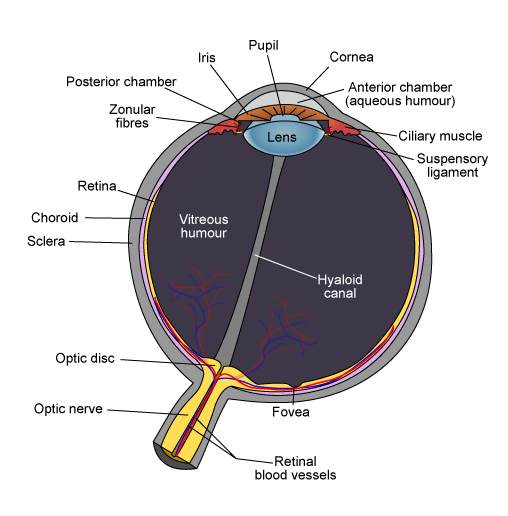 Pupil
Iris
Cornea
Posterior chamber
Anterior chamber
(aqueous humour)
Zonular
fibres
Ciliary muscle
Lens
Suspensory
ligament
Retina
Choroid
Vitreous
humour
Sclera
Hyaloid
canal
Optic disc
Optic nerve
Fovea
Retinal
blood vessels